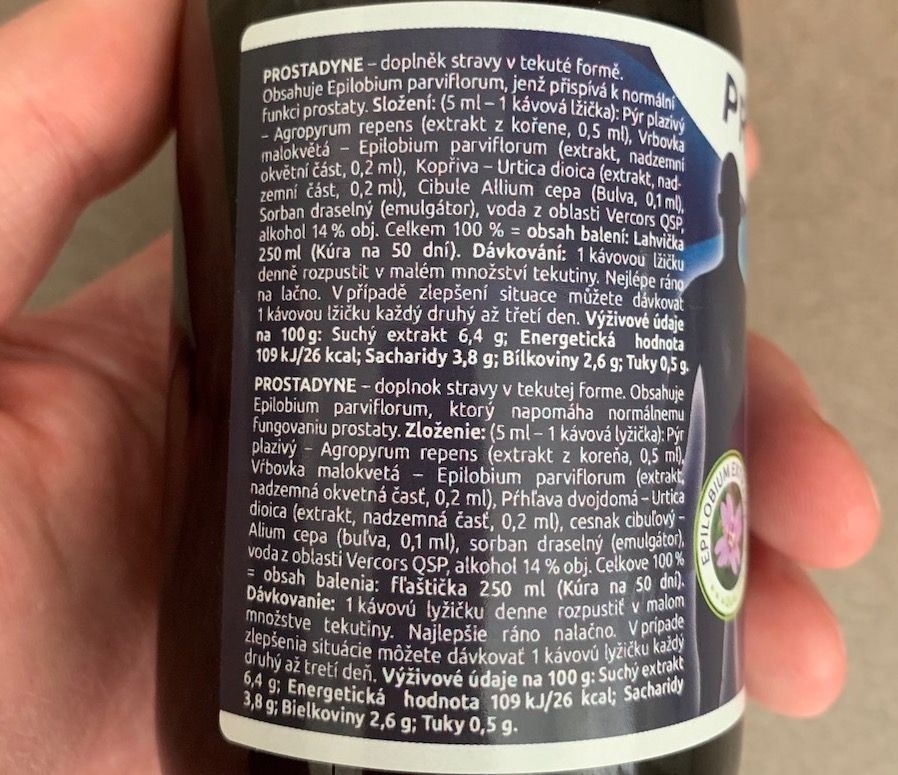 PROSTADYNE – doplněk stravy v tekuté formě.
Obsahuje Epilobium parviflorum, jenž přispívá k normální
funkci prostaty. Složení: (5 ml – 1 kávová lžička): Pýr plazivý
– Agropyrum repens (extrakt z kořene, 0,5 ml), Vrbovka
malokvětá – Epilobium parviflorum (extrakt, nadzemní
okvětní část, 0,2 ml), Kopřiva – Urtica dioica (extrakt, nad-
zemní část, 0,2 ml), Cibule Allium cepa (Bulva, 0,1 ml),
Sorban draselný (emulgátor), voda z oblasti Vercors QSP,
alkohol 14 % obj. Celkem 100 % = obsah balení: Lahvička
250 ml (Kúra na 50 dní). Dávkování: 1 kávovou lžičku
denně rozpustit v malém množství tekutiny. Nejlépe ráno
na lačno. V případě zlepšení situace můžete dávkovat
1 kávovou lžičku každý druhý až třetí den. Výživové údaje
na 100 g: Suchý extrakt 6,4 g; Energetická hodnota
109 kJ/26 kcal; Sacharidy 3,8 g; Bílkoviny 2,6 g; Tuky 0,5 g.
PROSTADYNE – doplnok stravy v tekutej forme. Obsahuje
Epilobium parviflorum, ktorý napomáha normálnemu
fungovaniu prostaty. Zloženie: (5 ml – 1 kávová lyžička): Pýr
plazivý – Agropyrum repens (extrakt z koreňa, 0,5 ml),
Vŕbovka malokvetá – Epilobium parviflorum (extrakt,
nadzemná okvetná časť, 0,2 ml), Pŕhľava dvojdomá – Urtica
dioica (extrakt, nadzemná časť, 0,2 ml), cesnak cibuľový –
Alium cepa (buľva, 0,1 ml), sorban draselný (emulgátor),
voda z oblasti Vercors QSP, alkohol 14 % obj. Celkove 100 %
= obsah balenia: Fľaštička 250 ml (Kúra na 50 dní).
Dávkovanie: 1 kávovú lyžičku denne rozpustiť v malom
množstve tekutiny. Najlepšie ráno nalačno. V prípade
zlepšenia situácie môžete dávkovať 1 kávovú lyžičku každý
druhý až tretí deň. Výživové údaje na 100 g: Suchý extrakt
6,4 g; Energetická hodnota 109 kJ/26 kcal; Sacharidy
3,8 g; Bielkoviny 2,6 g; Tuky 0,5 g.
EPILOBIUM